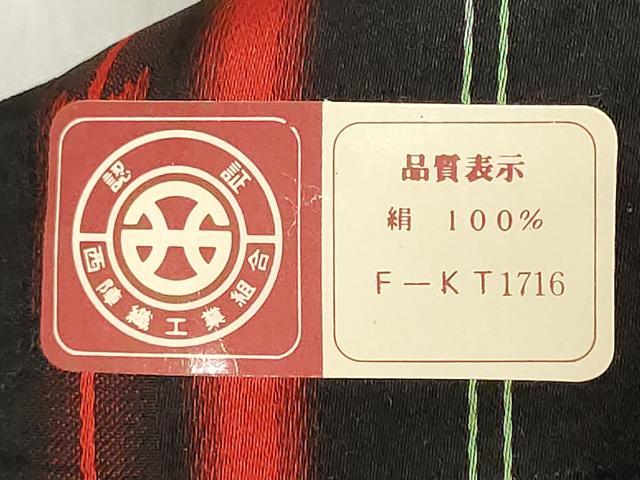 認証
西陣織工業組合
品質表示
絹 100%
F－KT1716